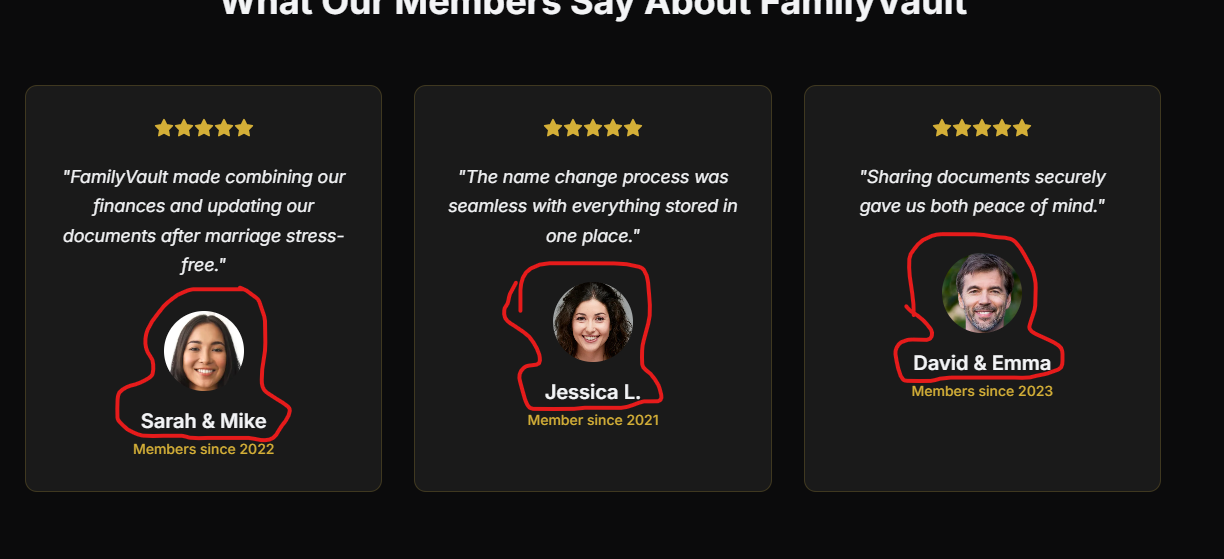 What Our Members Say About FamilyVault
"FamilyVault made combining our
finances and updating our
documents after marriage stress-
free."
Sarah & Mike
Members since 2022
"The name change process was
seamless with everything stored in
one place."
Jessica L.
Member since 2021
"Sharing documents securely
gave us both peace of mind."
David & Emma
Members since 2023